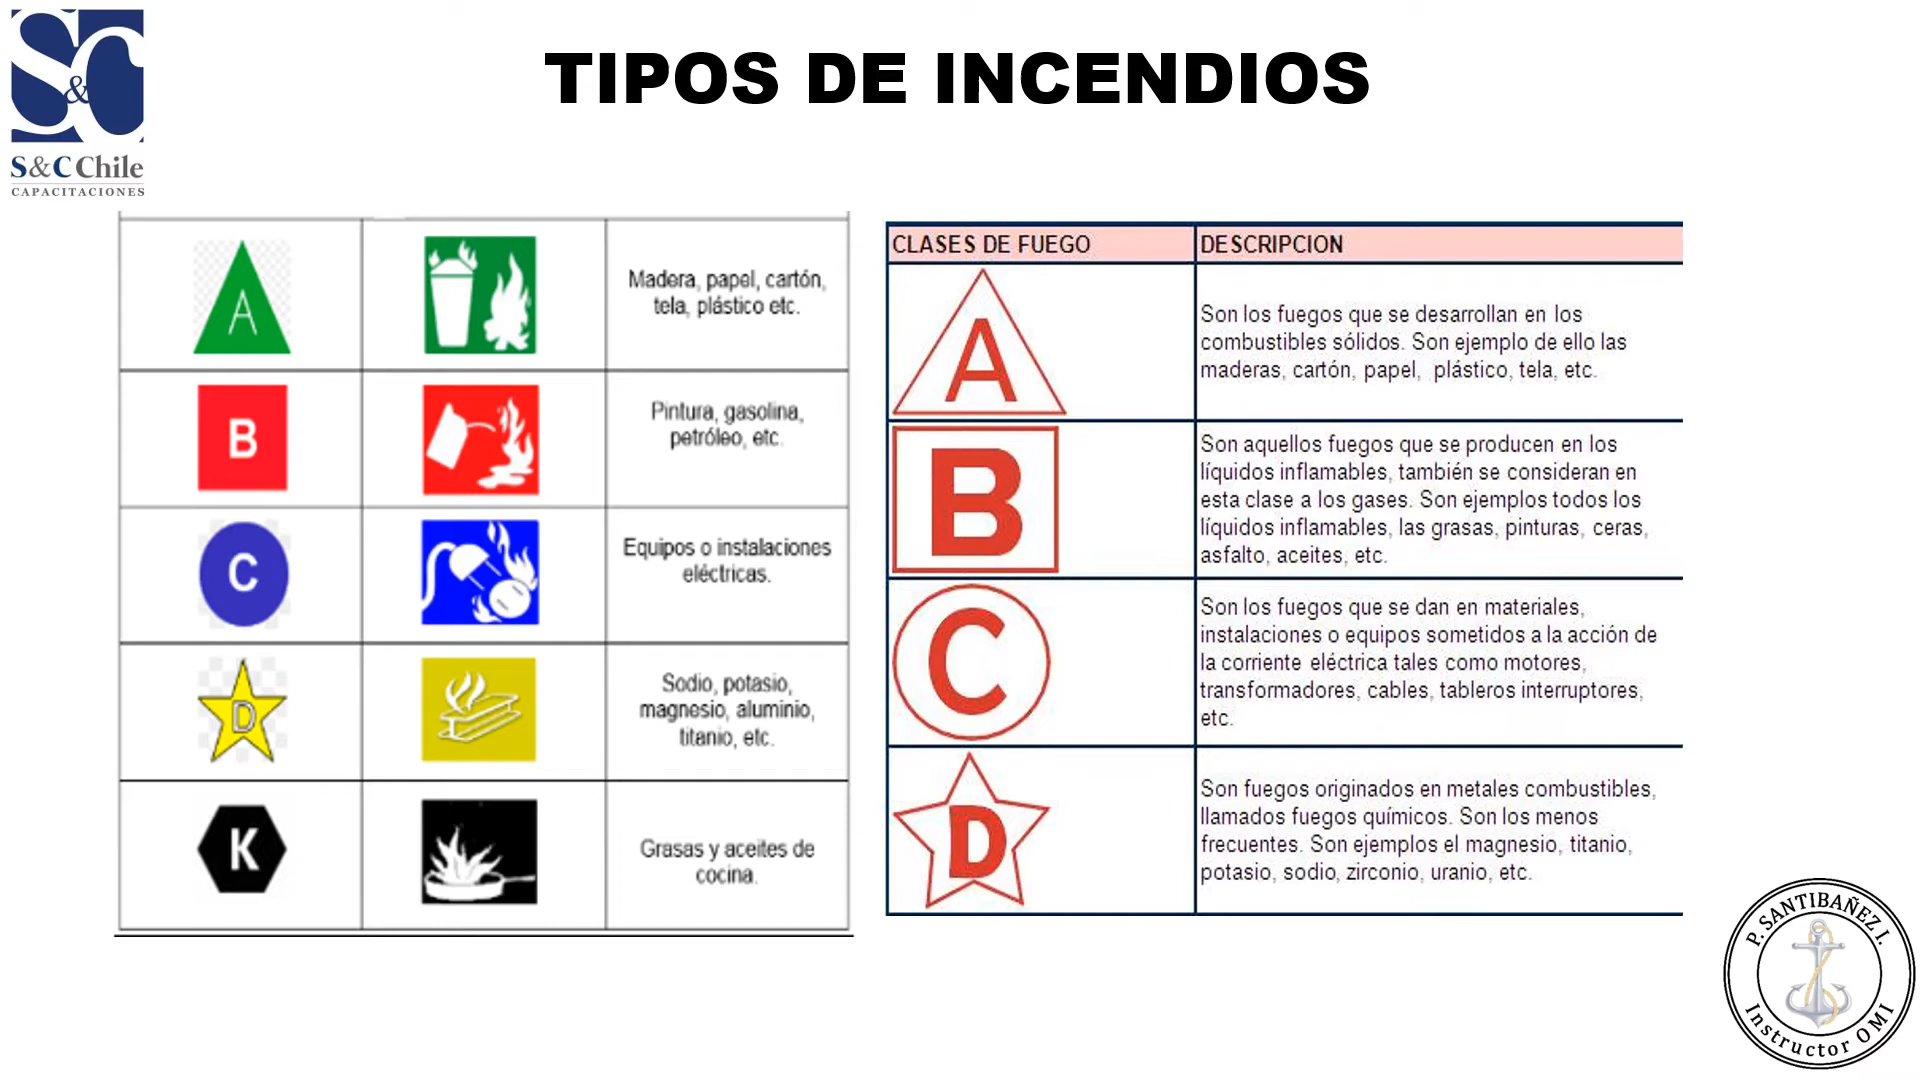 S&C
S&C Chile
CAPACITACIONES
TIPOS DE INCENDIOS
A
Madera, papel, cartón,
tela, plástico etc.
B
Pintura, gasolina,
petróleo, etc.
C
Equipos o instalaciones
eléctricas.
D
Sodio, potasio,
magnesio, aluminio,
titanio, etc.
K
Grasas y aceites de
cocina.
CLASES DE FUEGO
DESCRIPCION
A
Son los fuegos que se desarrollan en los
combustibles sólidos. Son ejemplo de ello las
maderas, cartón, papel, plástico, tela, etc.
B
Son aquellos fuegos que se producen en los
líquidos inflamables, también se consideran en
esta clase a los gases. Son ejemplos todos los
líquidos inflamables, las grasas, pinturas, ceras,
asfalto, aceites, etc.
C
Son los fuegos que se dan en materiales,
instalaciones o equipos sometidos a la acción de
la corriente eléctrica tales como motores,
transformadores, cables, tableros interruptores,
etc.
D
Son fuegos originados en metales combustibles,
llamados fuegos químicos. Son los menos
frecuentes. Son ejemplos el magnesio, titanio,
potasio, sodio, zirconio, uranio, etc.
P. SANTIBAÑEZ I.
Instructor OMI